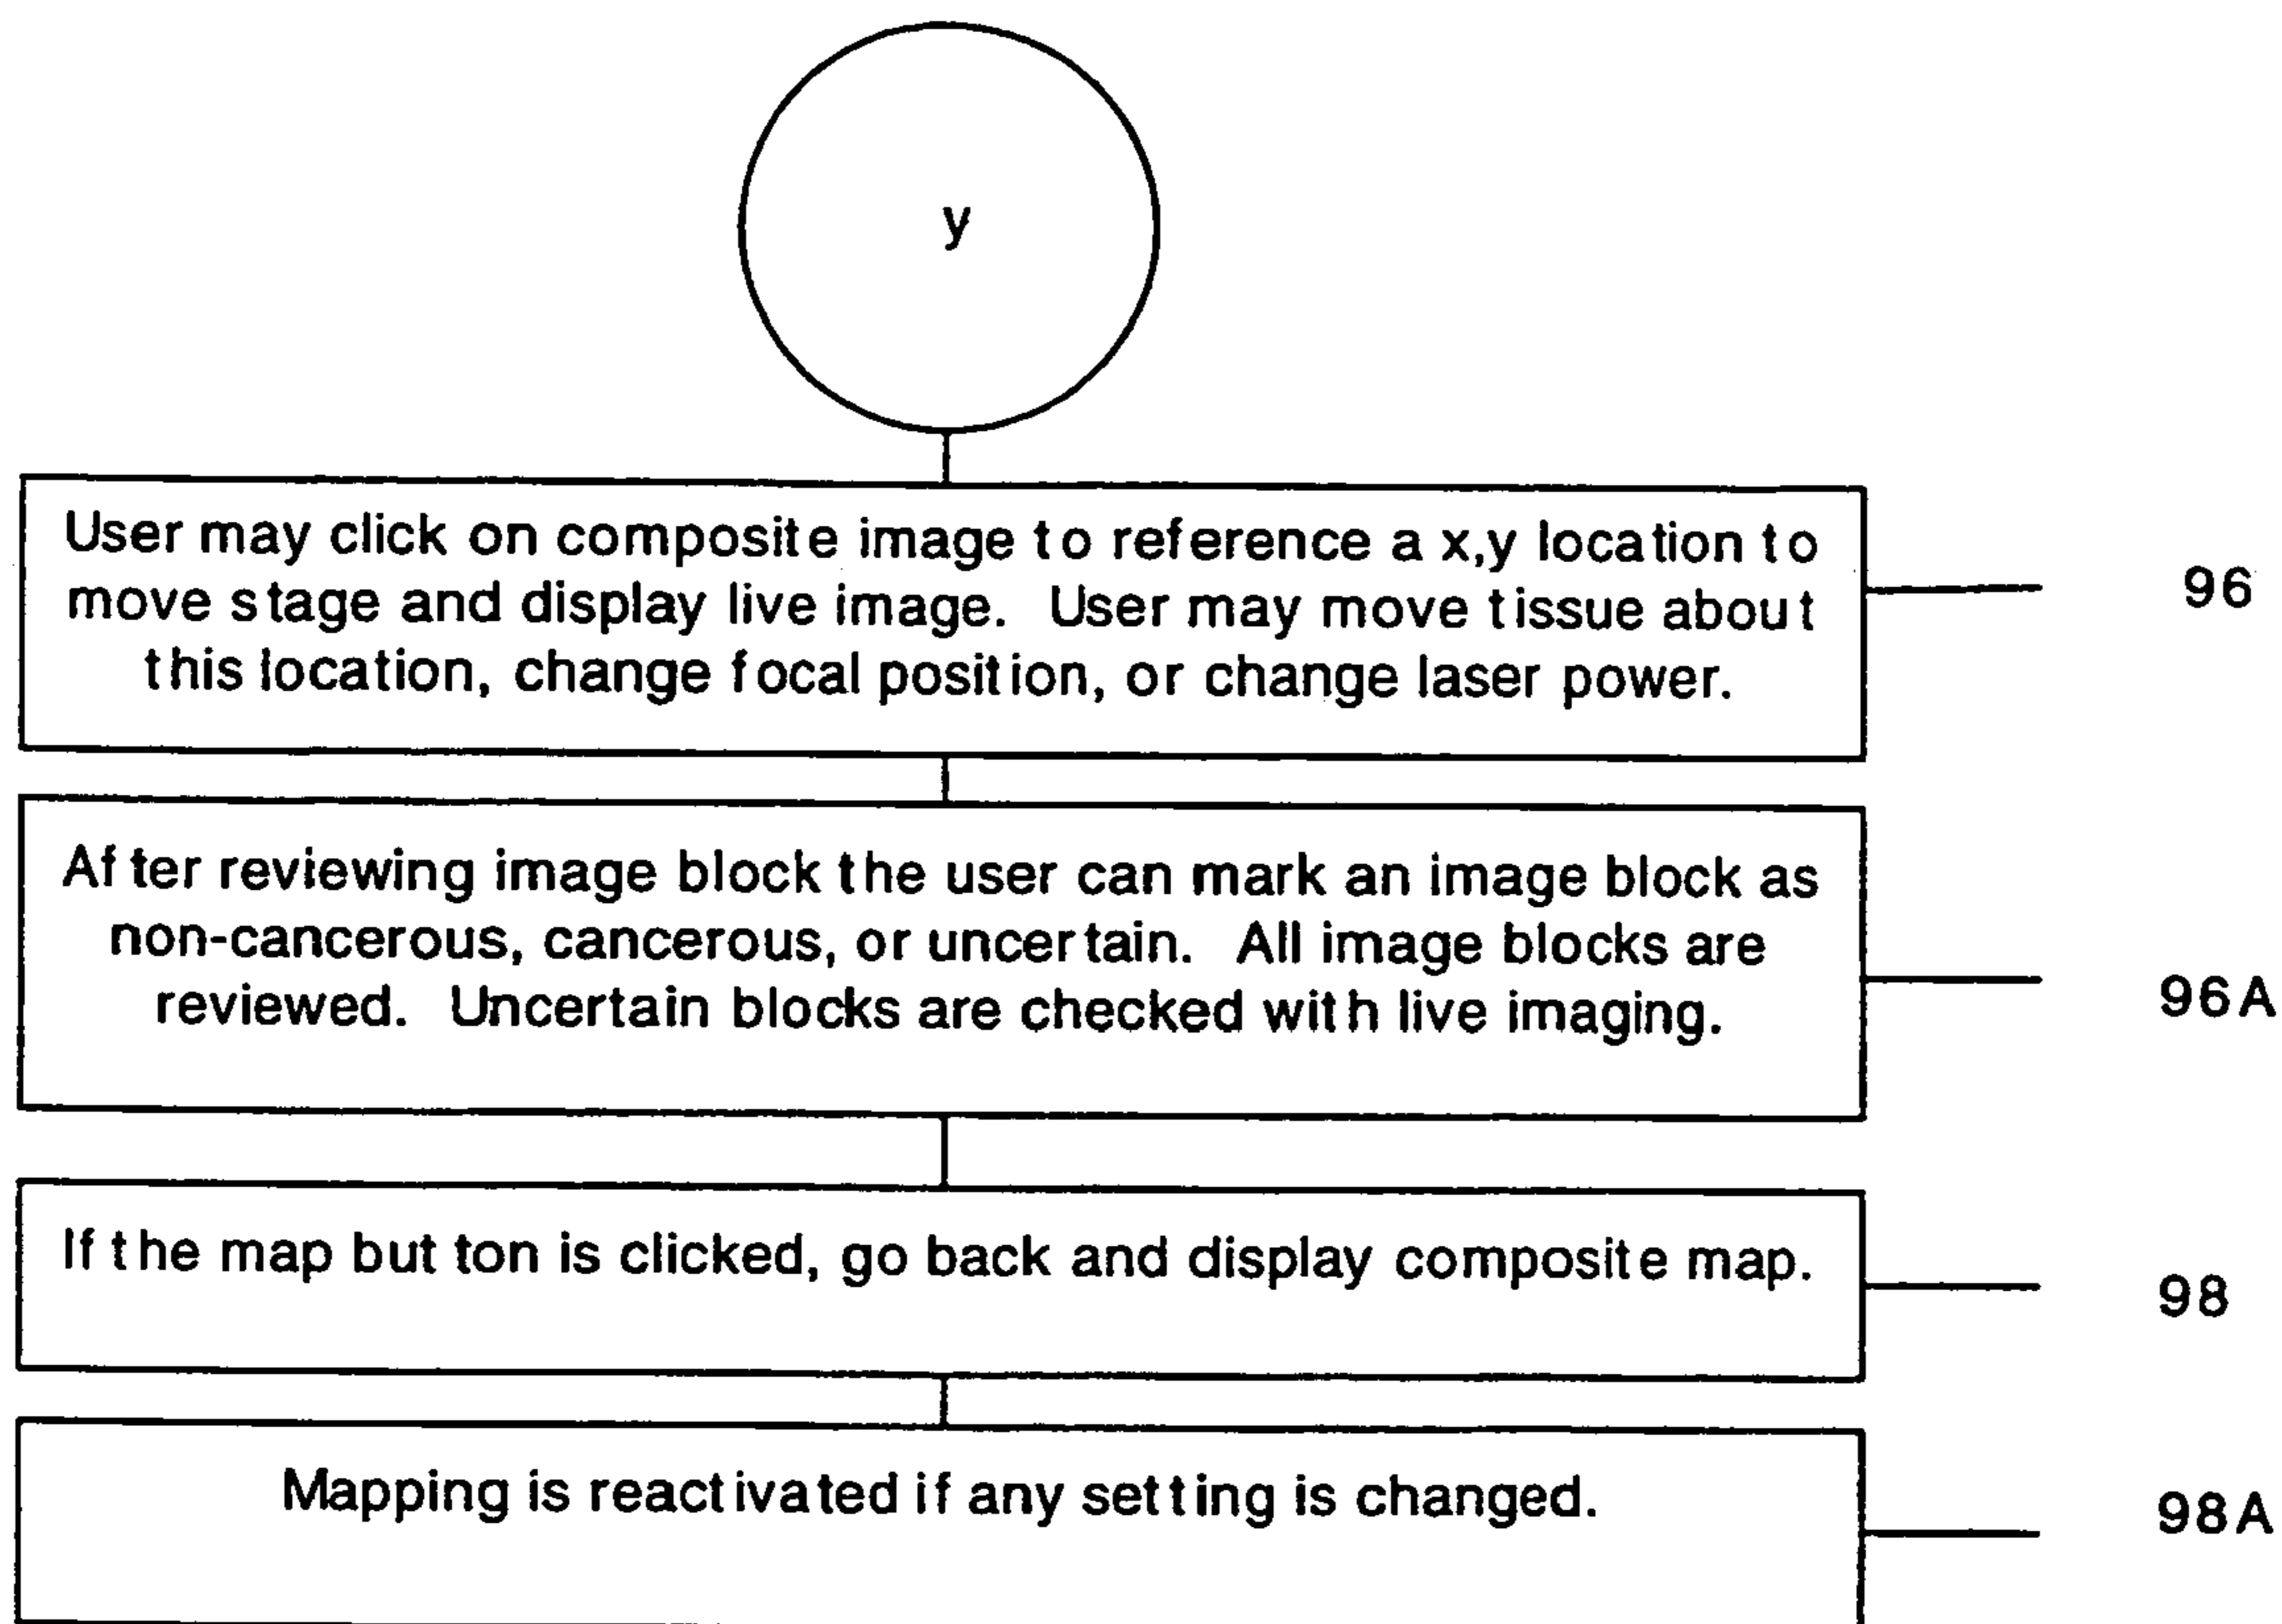 y
User may click on composite image to reference a x,y location to
move stage and display live image. User may move tissue about
this location, change focal position, or change laser power.
96
After reviewing image block the user can mark an image block as
non-cancerous, cancerous, or uncertain. All image blocks are
reviewed. Uncertain blocks are checked with live imaging.
96A
If the map button is clicked, go back and display composite map.
98
Mapping is reactivated if any setting is changed.
98A